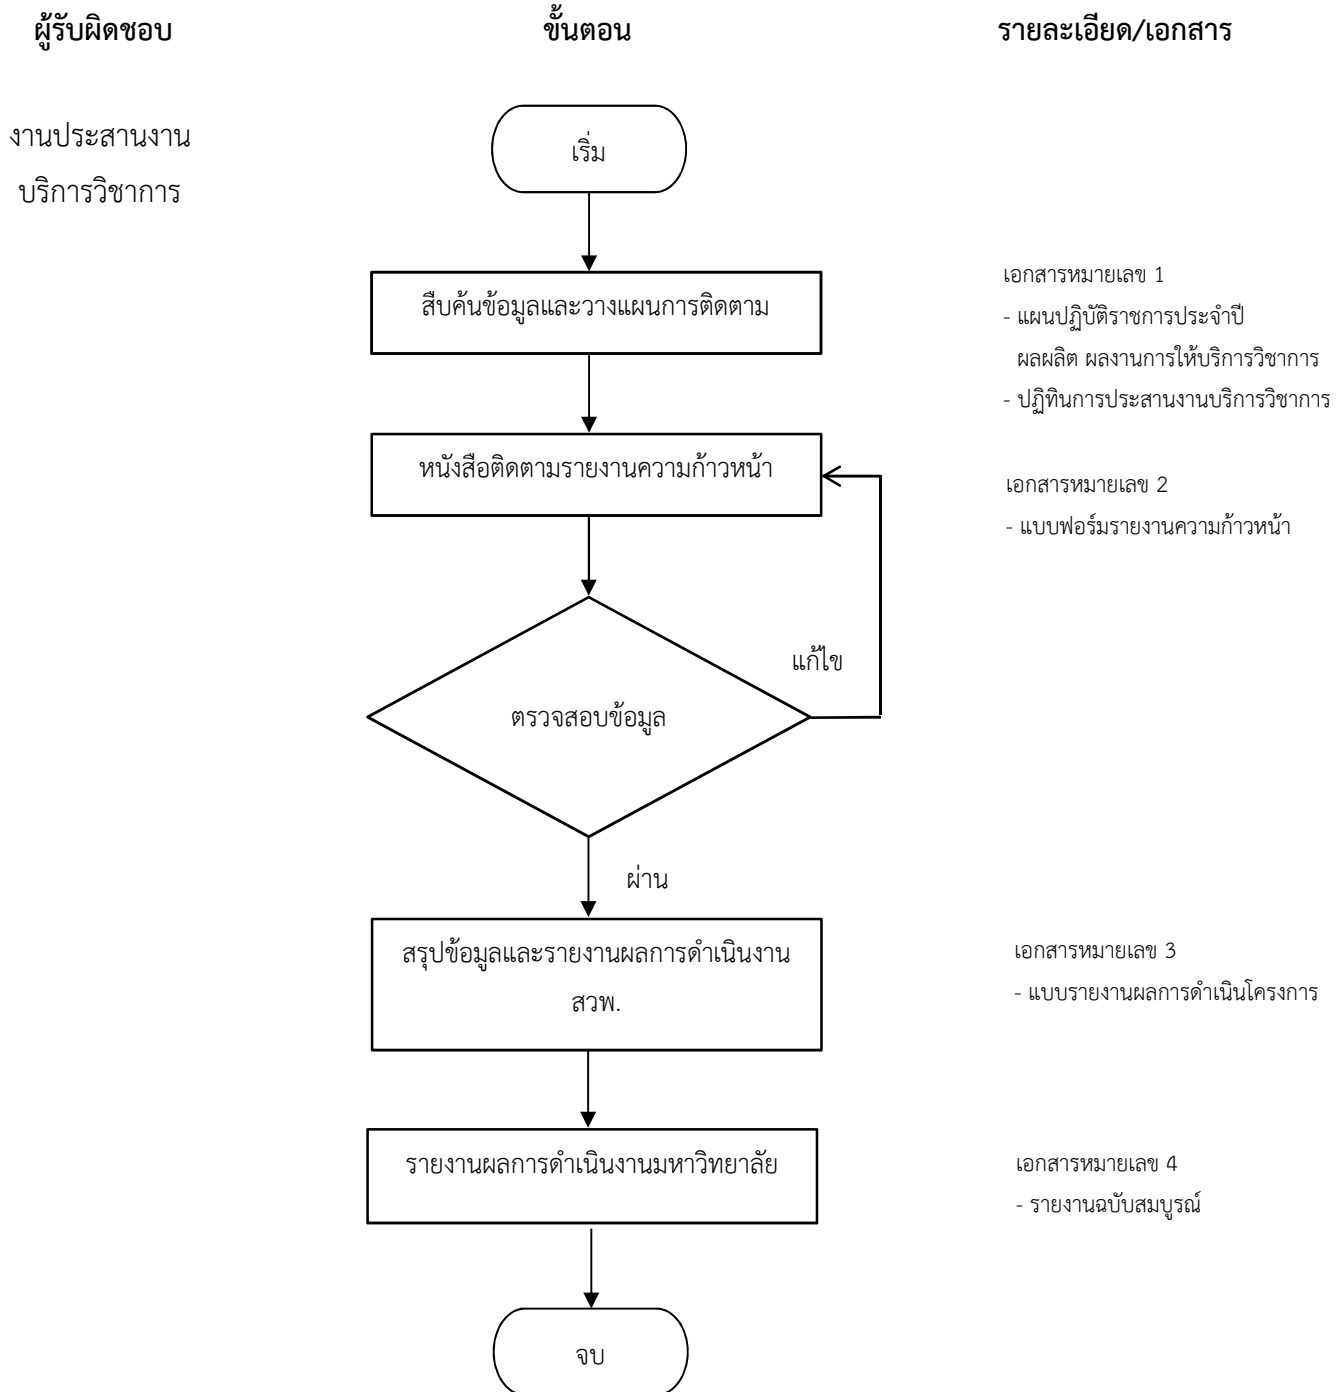 ผู้รับผิดชอบ
ขั้นตอน
รายละเอียด/เอกสาร
งานประสานงาน
บริการวิชาการ
เริ่ม
สืบค้นข้อมูลและวางแผนการติดตาม
เอกสารหมายเลข 1
- แผนปฏิบัติราชการประจำปี
ผลผลิต ผลงานการให้บริการวิชาการ
- ปฏิทินการประสานงานบริการวิชาการ
หนังสือติดตามรายงานความก้าวหน้า
เอกสารหมายเลข 2
- แบบฟอร์มรายงานความก้าวหน้า
แก้ไข
ตรวจสอบข้อมูล
ผ่าน
สรุปข้อมูลและรายงานผลการดำเนินงาน
สวพ.
เอกสารหมายเลข 3
- แบบรายงานผลการดำเนินโครงการ
รายงานผลการดำเนินงานมหาวิทยาลัย
เอกสารหมายเลข 4
- รายงานฉบับสมบูรณ์
จบ